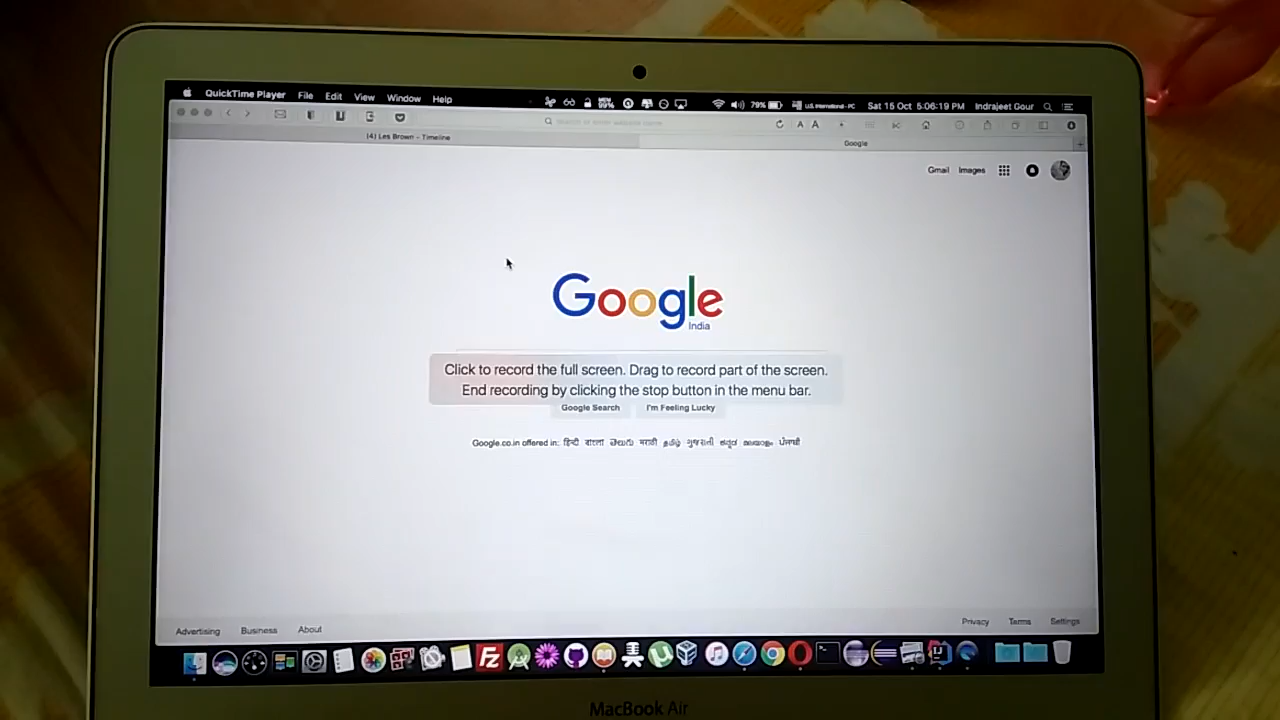 QuickTime Player File Edit View Window Help 79% U.S. International - PC Sat 15 Oct 5:06:19 PM Indrajeet Gour
(4) Les Brown - Timeline
Google
Gmail Images
Google
India
Click to record the full screen. Drag to record part of the screen.
End recording by clicking the stop button in the menu bar.
Google Search I'm Feeling Lucky
Google.co.in offered in: हिन्दी বাংলা తెలుగు मराठी தமிழ் ગુજરાતી ಕನ್ನಡ മലയാളം ਪੰਜਾਬੀ
Advertising Business About Privacy Terms Settings
MacBook Air